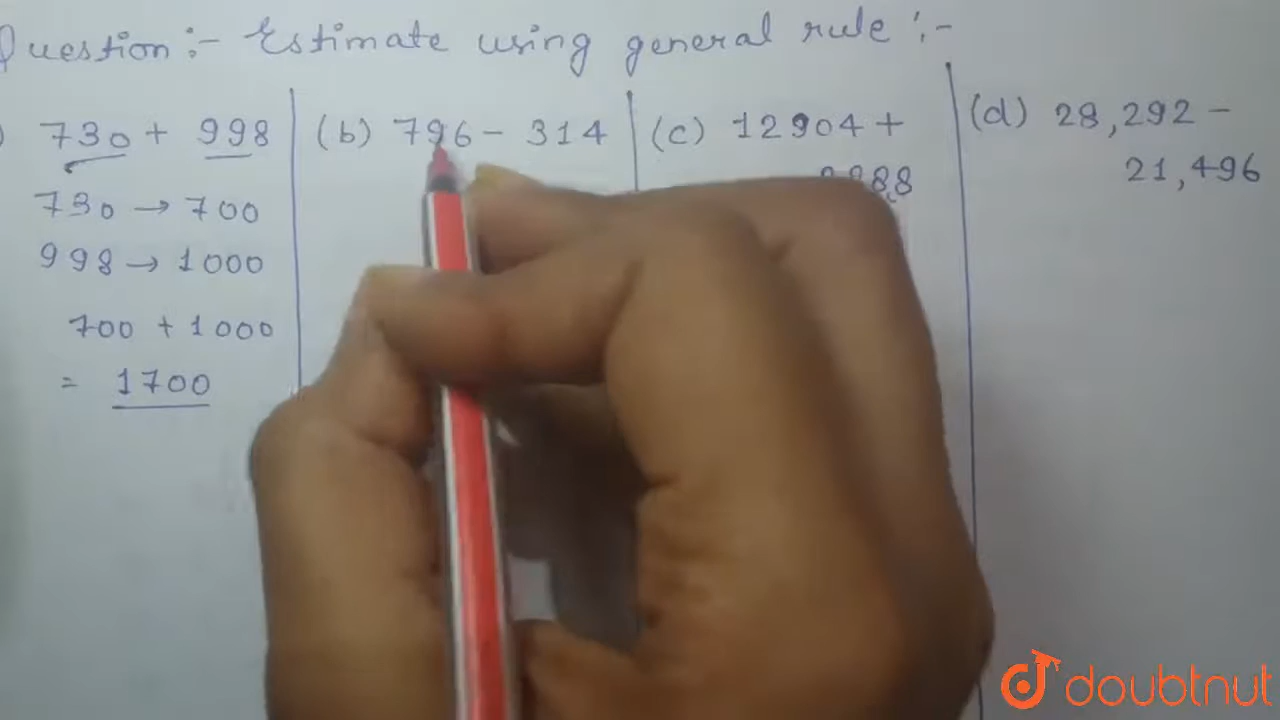 Question :- Estimate using general rule :-
) 730 + 998
730 → 700
998 → 1000
700 + 1000
= 1700
(b) 796 - 314
(c) 12904 +
888
(d) 28,292 -
21,496
doubtnut